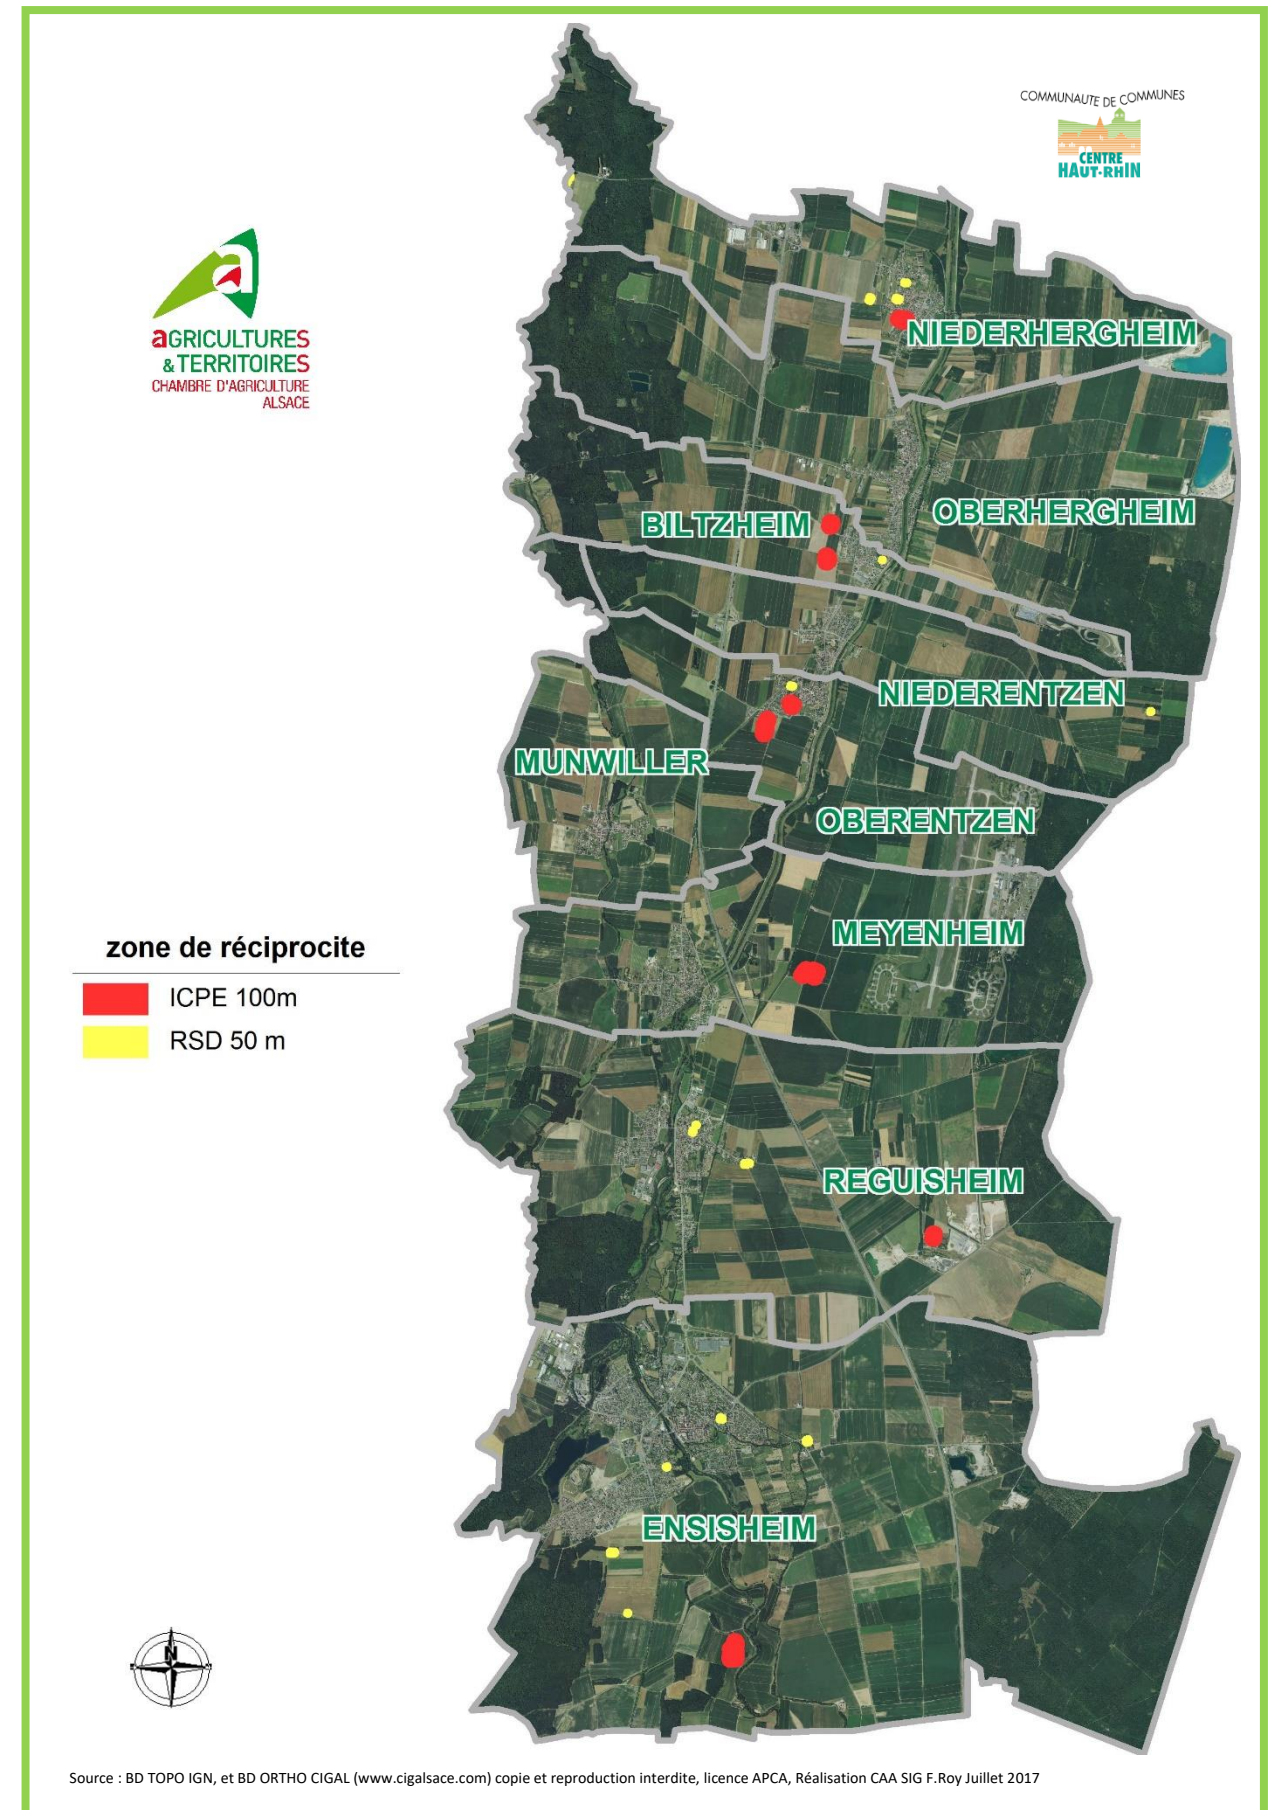 COMMUNAUTE DE COMMUNES
CENTRE
HAUT-RHIN
aGRICULTURES
& TERRITOIRES
CHAMBRE D'AGRICULTURE
ALSACE
NIEDERHERGHEIM
OBERHERGHEIM
BILTZHEIM
NIEDERENTZEN
MUNWILLER
OBERENTZEN
MEYENHEIM
zone de réciprocite
ICPE 100m
RSD 50 m
REGUISHEIM
ENSISHEIM
N
Source : BD TOPO IGN, et BD ORTHO CIGAL (www.cigalsace.com) copie et reproduction interdite, licence APCA, Réalisation CAA SIG F.Roy Juillet 2017